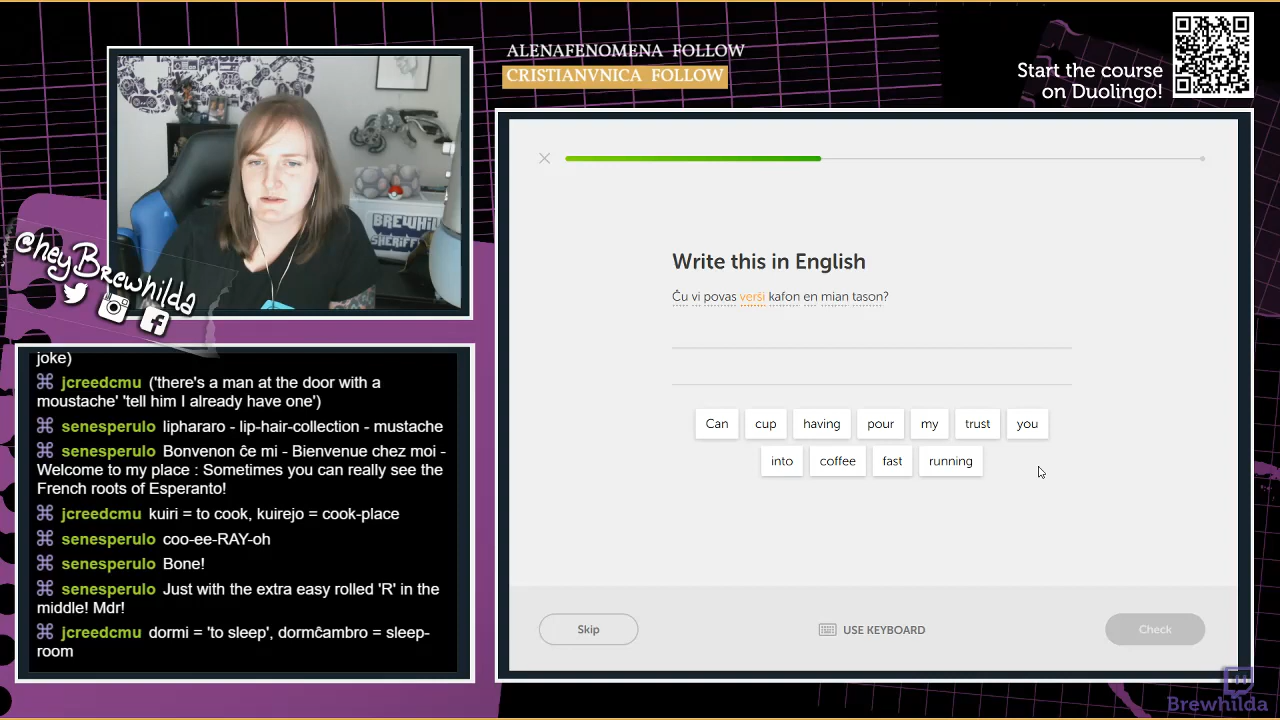 ALENAFENOMENA FOLLOW
CRISTIANVNICA FOLLOW
Start the course
on Duolingo!
@heyBrewhilda
BREWHIL
SHERIFF
joke)
jcreedcmu ('there's a man at the door with a
moustache' 'tell him I already have one')
senesperulo liphararo - lip-hair-collection - mustache
senesperulo Bonvenon ĉe mi - Bienvenue chez moi -
Welcome to my place : Sometimes you can really see the
French roots of Esperanto!
jcreedcmu kuiri = to cook, kuirejo = cook-place
senesperulo coo-ee-RAY-oh
senesperulo Bone!
senesperulo Just with the extra easy rolled 'R' in the
middle! Mdr!
jcreedcmu dormi = 'to sleep', dormĉambro = sleep-
room
Write this in English
Ĉu vi povas verŝi kafon en mian tason?
Can cup having pour my trust you
into coffee fast running
Skip
USE KEYBOARD
Check
Brewhilda